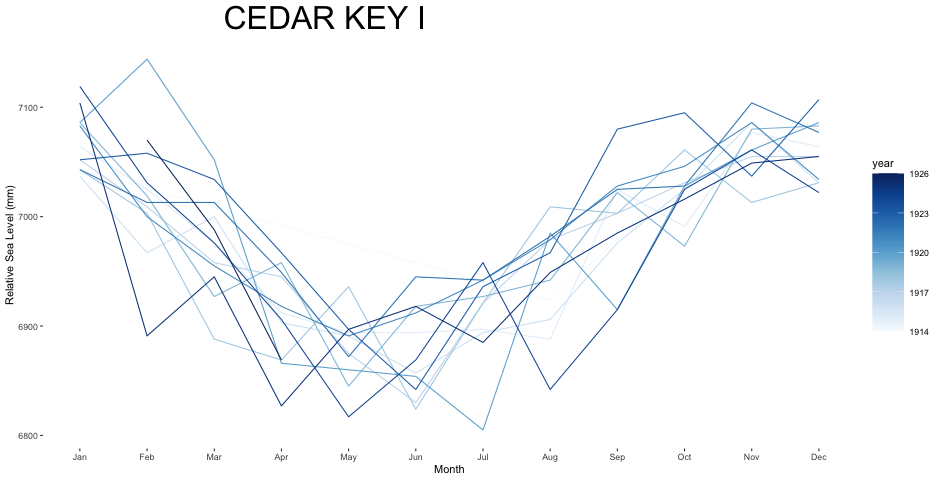 CEDAR KEY I
Relative Sea Level (mm)
7100
7000
6900
6800
Jan Feb Mar Apr May Jun Jul Aug Sep Oct Nov Dec
Month
year
1926
1923
1920
1917
1914